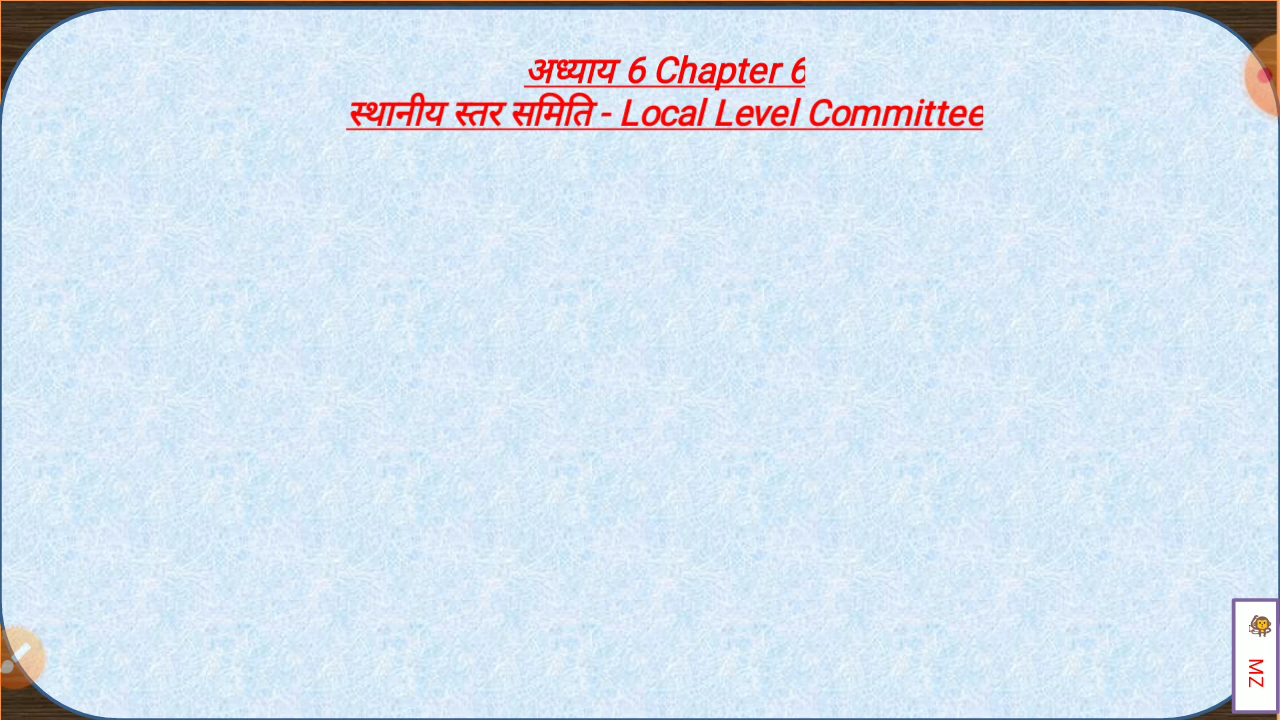 अध्याय 6 Chapter 6
स्थानीय स्तर समिति - Local Level Committee
MZ